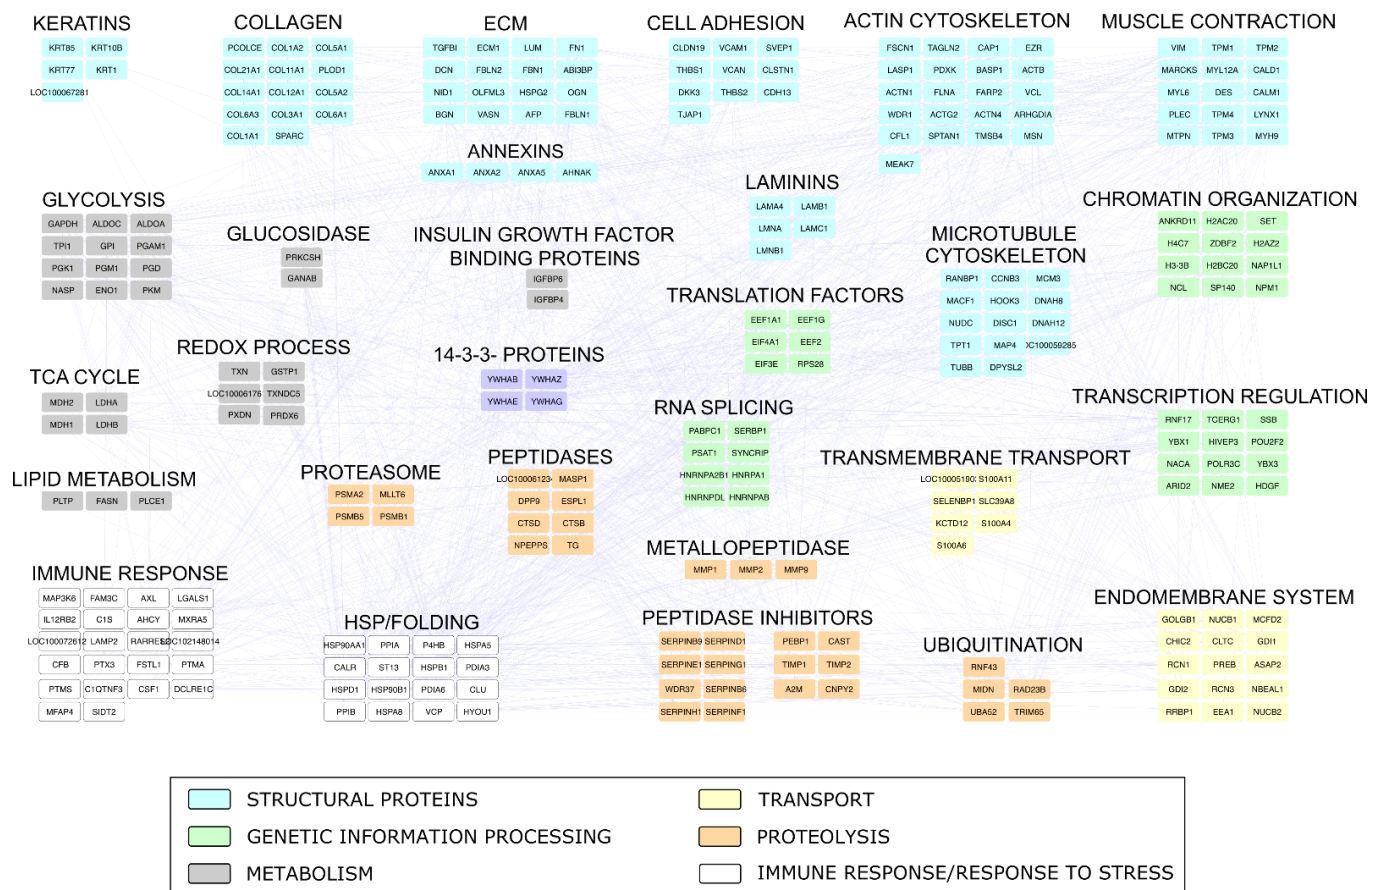 KERATINS
KRT85 KRT10B
KRT77 KRT1
LOC100067281
COLLAGEN
PCOLCE COL1A2 COL5A1
COL21A1 COL11A1 PLOD1
COL14A1 COL12A1 COL5A2
COL6A3 COL3A1 COL6A1
COL1A1 SPARC
ECM
TGFBI ECM1 LUM FN1
DCN FBLN2 FBN1 ABI3BP
NID1 OLFML3 HSPG2 OGN
BGN VASN AFP FBLN1
CELL ADHESION
CLDN19 VCAM1 SVEP1
THBS1 VCAN CLSTN1
DKK3 THBS2 CDH13
TJAP1
ACTIN CYTOSKELETON
FSCN1 TAGLN2 CAP1 EZR
LASP1 PDXK BASP1 ACTB
ACTN1 FLNA FARP2 VCL
WDR1 ACTG2 ACTN4 ARHGDIA
CFL1 SPTAN1 TMSB4 MSN
MEAK7
MUSCLE CONTRACTION
VIM TPM1 TPM2
MARCKS MYL12A CALD1
MYL6 DES CALM1
PLEC TPM4 LYNX1
MTPN TPM3 MYH9
ANNEXINS
ANXA1 ANXA2 ANXA5 AHNAK
LAMININS
LAMA4 LAMB1
LMNA LAMC1
LMNB1
GLYCOLYSIS
GAPDH ALDOC ALDOA
TPI1 GPI PGAM1
PGK1 PGM1 PGD
NASP ENO1 PKM
GLUCOSIDASE
PRKCSH
GANAB
INSULIN GROWTH FACTOR
BINDING PROTEINS
IGFBP6
IGFBP4
MICROTUBULE
CYTOSKELETON
RANBP1 CCNB3 MCM3
MACF1 HOOK3 DNAH8
NUDC DISC1 DNAH12
TPT1 MAP4 OC100059285
TUBB DPYSL2
CHROMATIN ORGANIZATION
ANKRD11 H2AC20 SET
H4C7 ZDBF2 H2AZ2
H3-3B H2BC20 NAP1L1
NCL SP140 NPM1
TRANSLATION FACTORS
EEF1A1 EEF1G
EIF4A1 EEF2
EIF3E RPS28
REDOX PROCESS
TXN GSTP1
LOC10006176 TXNDC5
PXDN PRDX6
14-3-3- PROTEINS
YWHAB YWHAZ
YWHAE YWHAG
TCA CYCLE
MDH2 LDHA
MDH1 LDHB
RNA SPLICING
PABPC1 SERBP1
PSAT1 SYNCRIP
HNRNPA2B1 HNRPA1
HNRNPDL HNRNPAB
TRANSCRIPTION REGULATION
RNF17 TCERG1 SSB
YBX1 HIVEP3 POU2F2
NACA POLR3C YBX3
ARID2 NME2 HDGF
LIPID METABOLISM
PLTP FASN PLCE1
PROTEASOME
PSMA2 MLLT6
PSMB5 PSMB1
PEPTIDASES
LOC10006123 MASP1
DPP9 ESPL1
CTSD CTSB
NPEPPS TG
TRANSMEMBRANE TRANSPORT
LOC10005190 S100A11
SELENBP1 SLC39A8
KCTD12 S100A4
S100A6
METALLOPEPTIDASE
MMP1 MMP2 MMP9
IMMUNE RESPONSE
MAP3K6 FAM3C AXL LGALS1
IL12RB2 C1S AHCY MXRA5
LOC100072612 LAMP2 RARRES2 LOC102148014
CFB PTX3 FSTL1 PTMA
PTMS C1QTNF3 CSF1 DCLRE1C
MFAP4 SIDT2
HSP/FOLDING
HSP90AA1 PPIA P4HB HSPA5
CALR ST13 HSPB1 PDIA3
HSPD1 HSP90B1 PDIA6 CLU
PPIB HSPA8 VCP HYOU1
PEPTIDASE INHIBITORS
SERPINB9 SERPIND1 PEBP1 CAST
SERPINE1 SERPING1 TIMP1 TIMP2
WDR37 SERPINB6 A2M CNPY2
SERPINH1 SERPINF1
UBIQUITINATION
RNF43
MIDN RAD23B
UBA52 TRIM65
ENDOMEMBRANE SYSTEM
GOLGB1 NUCB1 MCFD2
CHIC2 CLTC GDI1
RCN1 PREB ASAP2
GDI2 RCN3 NBEAL1
RRBP1 EEA1 NUCB2
STRUCTURAL PROTEINS
GENETIC INFORMATION PROCESSING
METABOLISM
TRANSPORT
PROTEOLYSIS
IMMUNE RESPONSE/RESPONSE TO STRESS